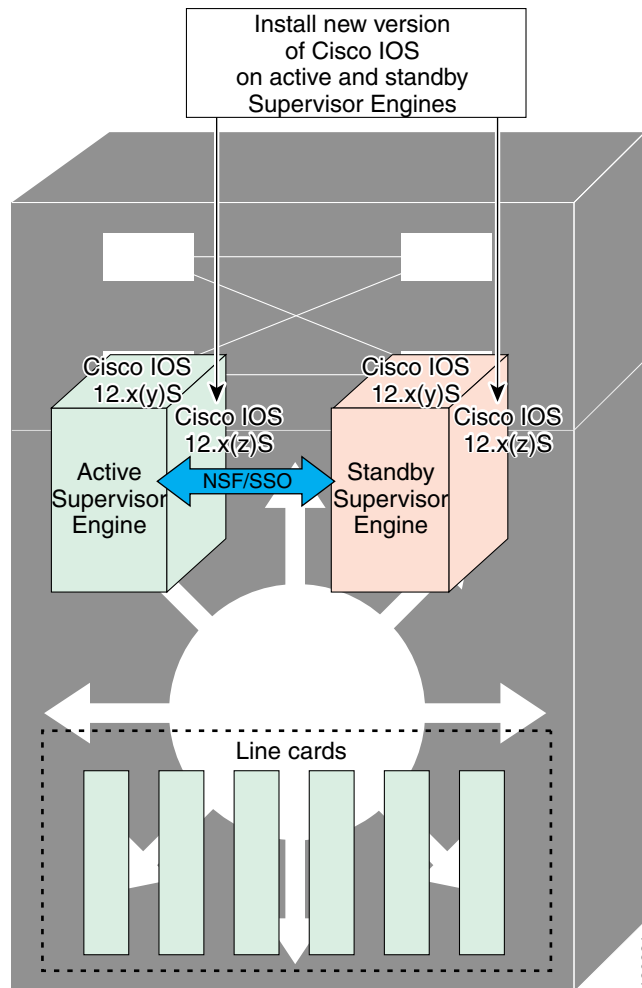 Install new version
of Cisco IOS
on active and standby
Supervisor Engines
Cisco IOS
12.x(y)S
Cisco IOS
12.x(z)S
Cisco IOS
12.x(y)S
Cisco IOS
12.x(z)S
Active
Supervisor
Engine
NSF/SSO
Standby
Supervisor
Engine
Line cards